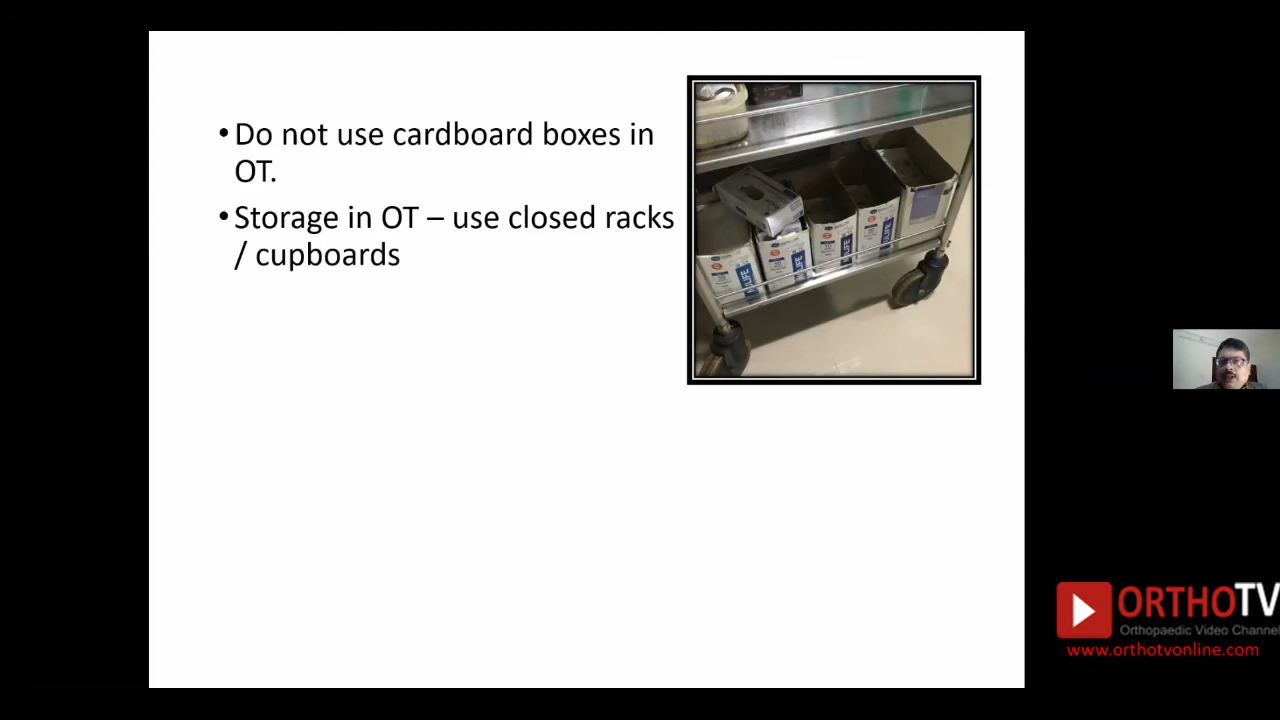 • Do not use cardboard boxes in
OT.
• Storage in OT – use closed racks
/ cupboards
ORTHOTV
Orthopaedic Video Channel
www.orthotvonline.com